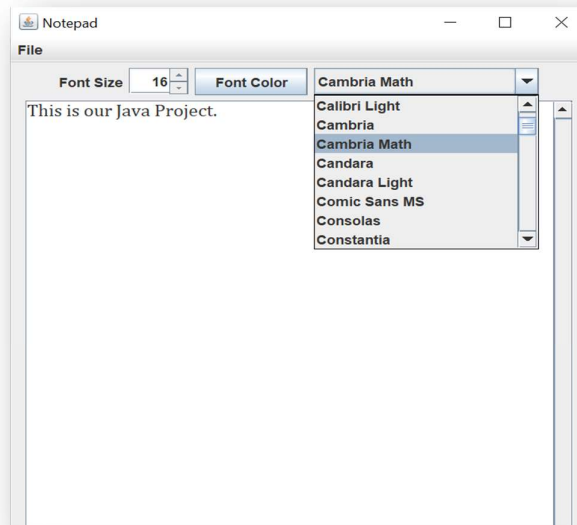 Notepad
File
Font Size 16 Font Color Cambria Math
This is our Java Project.
Calibri Light
Cambria
Cambria Math
Candara
Candara Light
Comic Sans MS
Consolas
Constantia